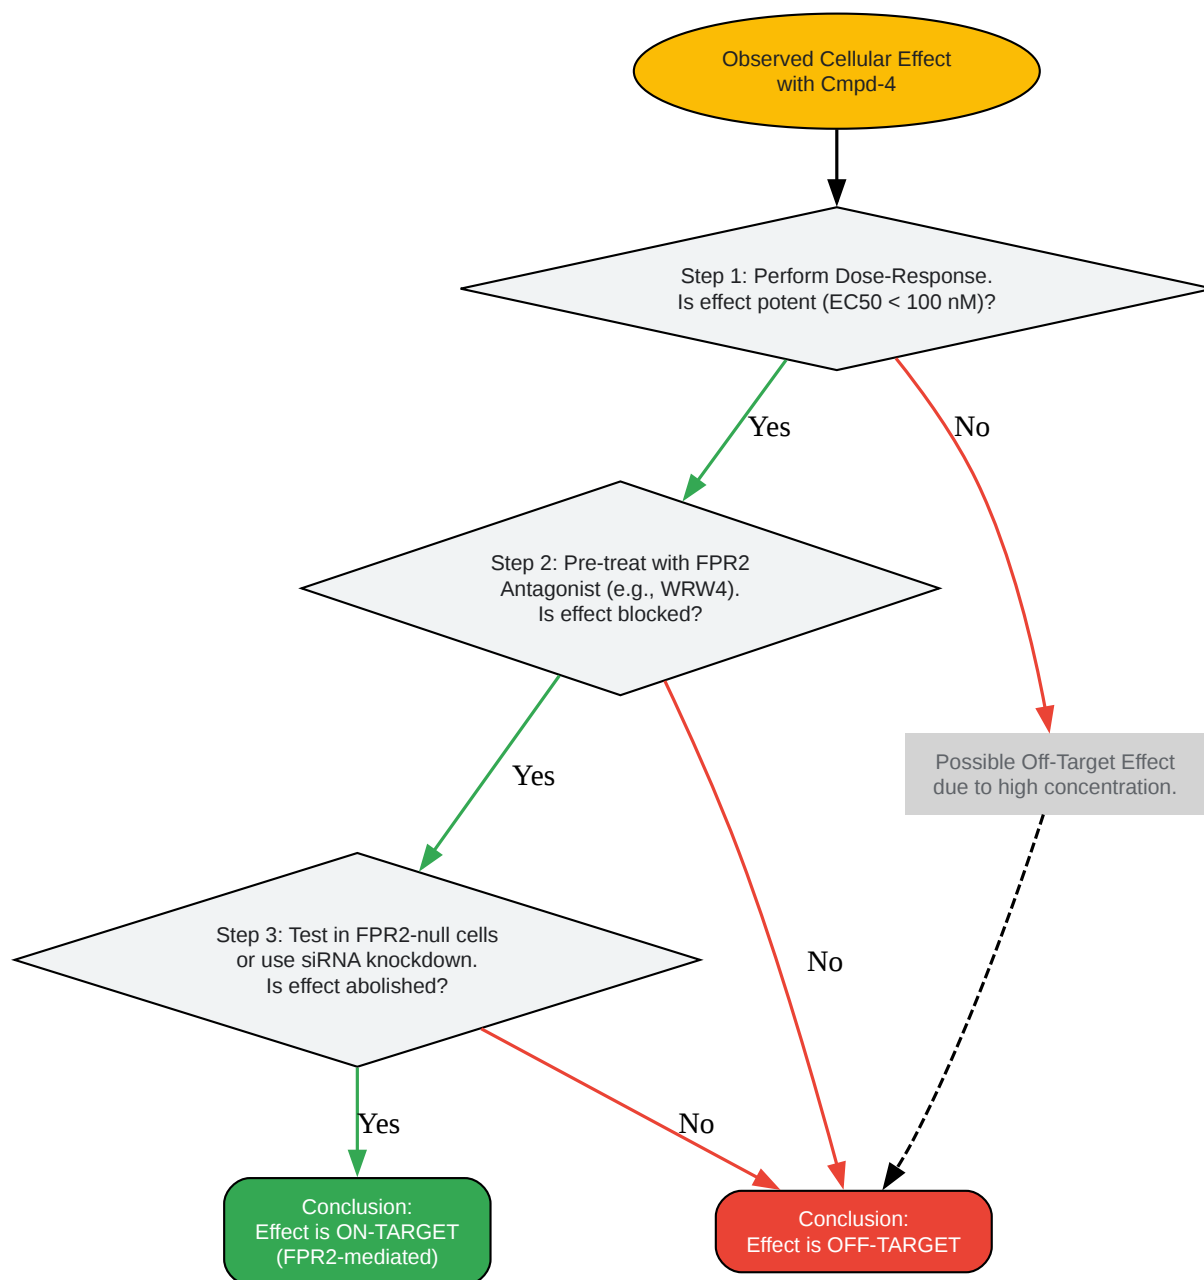 Observed Cellular Effect
with Cmpd-4
Step 1: Perform Dose-Response.
Is effect potent (EC50 < 100 nM)?
Yes
No
Step 2: Pre-treat with FPR2
Antagonist (e.g., WRW4).
Is effect blocked?
Possible Off-Target Effect
due to high concentration.
Yes
No
Step 3: Test in FPR2-null cells
or use siRNA knockdown.
Is effect abolished?
Yes
No
Conclusion:
Effect is ON-TARGET
(FPR2-mediated)
Conclusion:
Effect is OFF-TARGET